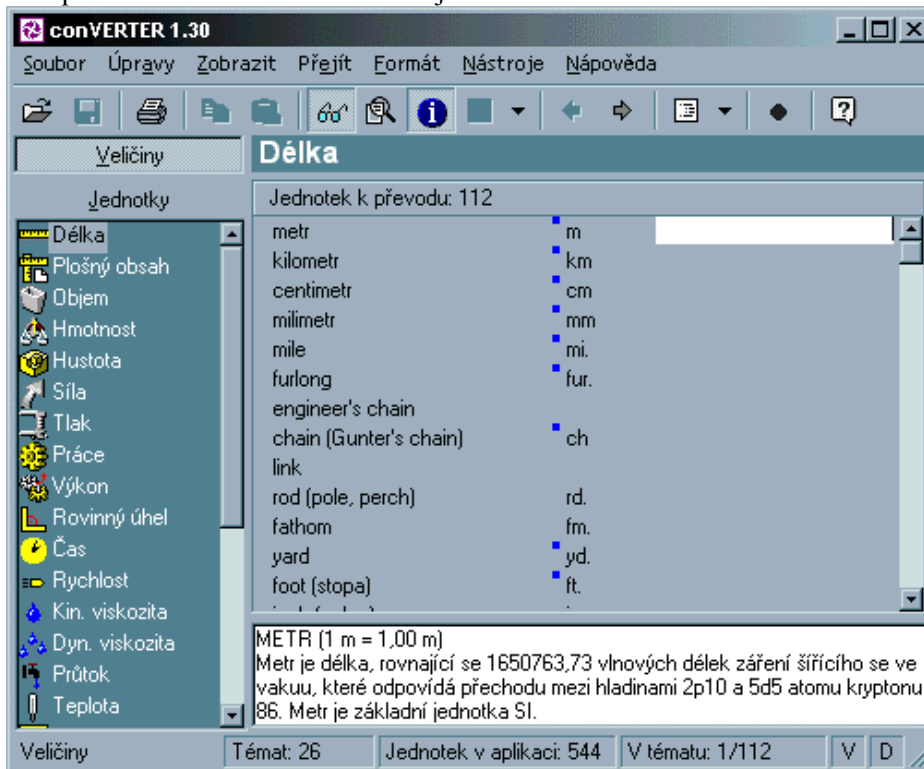 conVERTER 1.30
Soubor Úpravy Zobrazit Přejít Formát Nástroje Nápověda
Veličiny
Jednotky
Délka
Plošný obsah
Objem
Hmotnost
Hustota
Síla
Tlak
Práce
Výkon
Rovinný úhel
Čas
Rychlost
Kin. viskozita
Dyn. viskozita
Průtok
Teplota
Délka
Jednotek k převodu: 112
metr m
kilometr km
centimetr cm
milimetr mm
mile mi.
furlong fur.
engineer's chain
chain (Gunter's chain) ch
link
rod (pole, perch) rd.
fathom fm.
yard yd.
foot (stopa) ft.
METR (1 m = 1,00 m)
Metr je délka, rovnající se 1650763,73 vlnových délek záření šířícího se ve
vakuu, které odpovídá přechodu mezi hladinami 2p10 a 5d5 atomu kryptonu
86. Metr je základní jednotka SI.
Veličiny Témat: 26 Jednotek v aplikaci: 544 V tématu: 1/112 V D